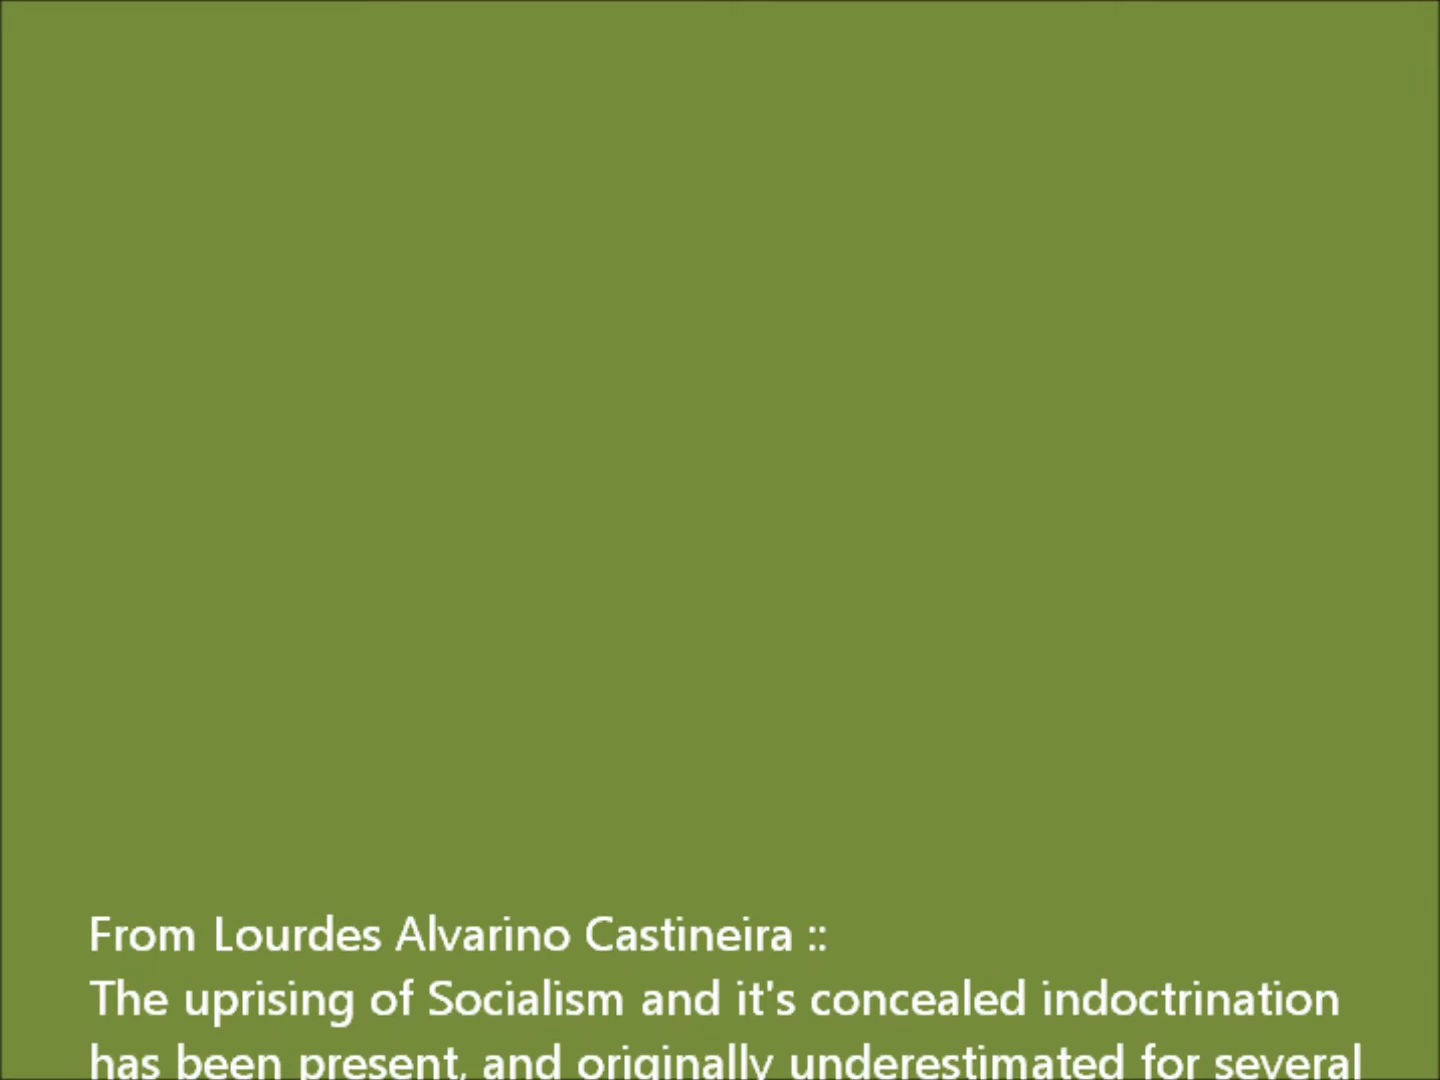 From Lourdes Alvarino Castineira ::
The uprising of Socialism and it's concealed indoctrination
has been present, and originally underestimated for several